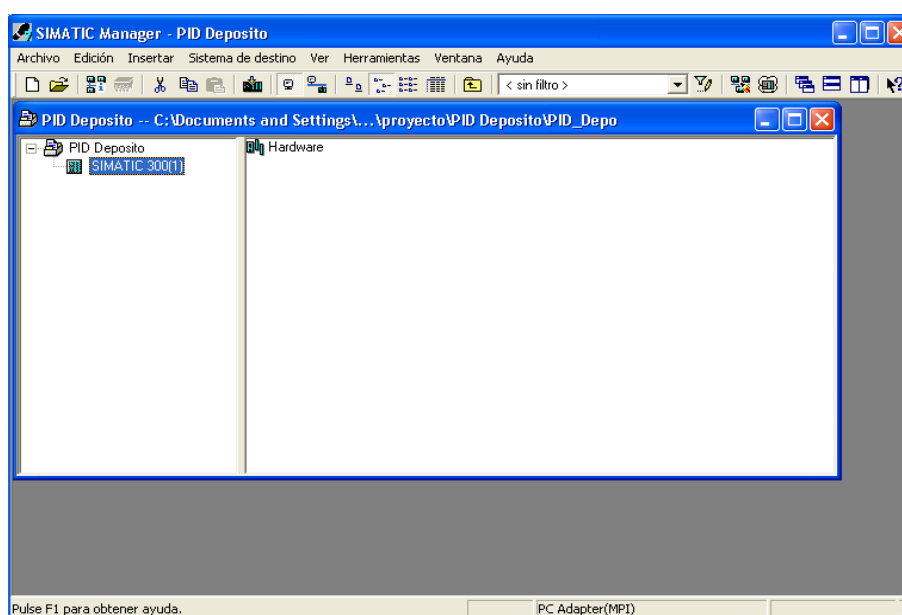 SIMATIC Manager - PID Deposito
Archivo Edición Insertar Sistema de destino Ver Herramientas Ventana Ayuda
< sin filtro >
PID Deposito -- C:\Documents and Settings\...\proyecto\PID Deposito\PID_Depo
PID Deposito
SIMATIC 300(1)
Hardware
Pulse F1 para obtener ayuda.
PC Adapter(MPI)